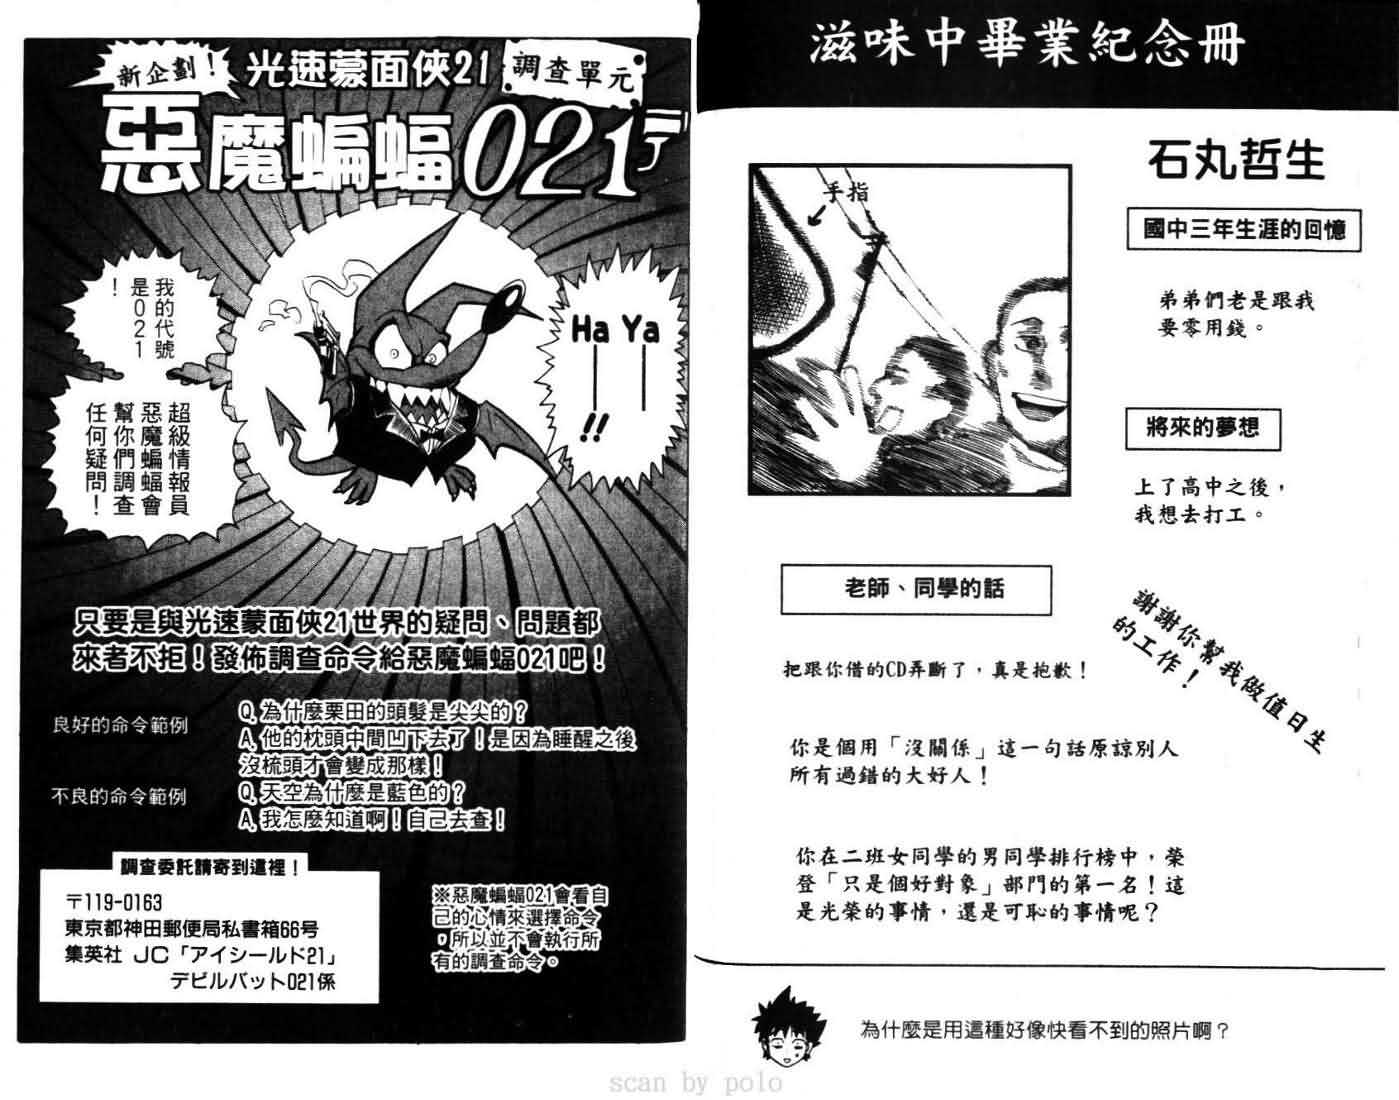 滋味中畢業紀念冊
石丸哲生
國中三年生涯的回憶
弟弟們老是跟我
要零用錢。
手指
將來的夢想
上了高中之後，
我想去打工。
老師、同學的話
謝謝你幫我做值日生
的工作！
把跟你借的CD弄斷了，真是抱歉！
你是個用「沒關係」這一句話原諒別人
所有過錯的大好人！
你在二班女同學的男同學排行榜中，榮
登「只是個好對象」部門的第一名！這
是光榮的事情，還是可恥的事情呢？
為什麼是用這種好像快看不到的照片啊？
新企劃！
光速蒙面俠21
調查單元
惡魔蝙蝠021
Ha Ya
！！
我的代號
是021
！
超級情報員
惡魔蝙蝠會
幫你們調查
任何疑問！
只要是與光速蒙面俠21世界的疑問、問題都
來者不拒！發佈調查命令給惡魔蝙蝠021吧！
良好的命令範例
Q.為什麼栗田的頭髮是尖尖的？
A.他的枕頭中間凹下去了！是因為睡醒之後
沒梳頭才會變成那樣！
不良的命令範例
Q.天空為什麼是藍色的？
A.我怎麼知道啊！自己去查！
調查委託請寄到這裡！
〒119-0163
東京都神田郵便局私書箱66号
集英社 JC「アイシールド21」
デビルバット021係
※惡魔蝙蝠021會看自
己的心情來選擇命令
，所以並不會執行所
有的調查命令。
scan by polo